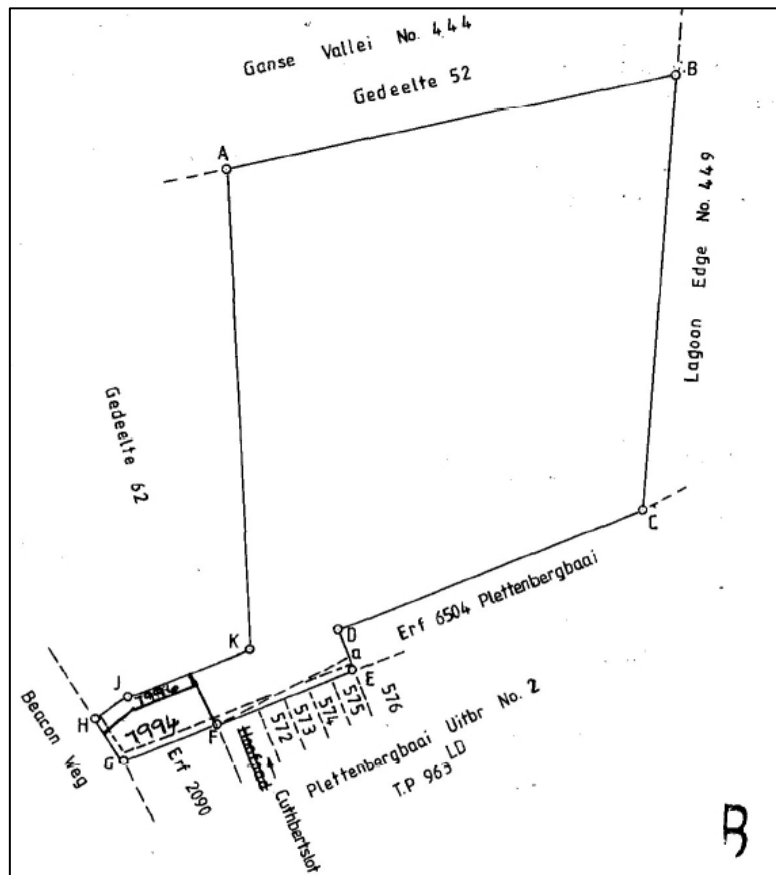 Ganse Vallei No. 444
Gedeelte 52
B
A
Lagoon Edge No. 449
Gedeelte 62
C
Erf 6504 Plettenbergbaai
D
K
a
E
J
576
575
574
573
572
H
7994
F
G
Erf 2090
Beacon Weg
Cuthbertslot
Plettenbergbaai Uitbr No. 2
T.P 963 LD
B